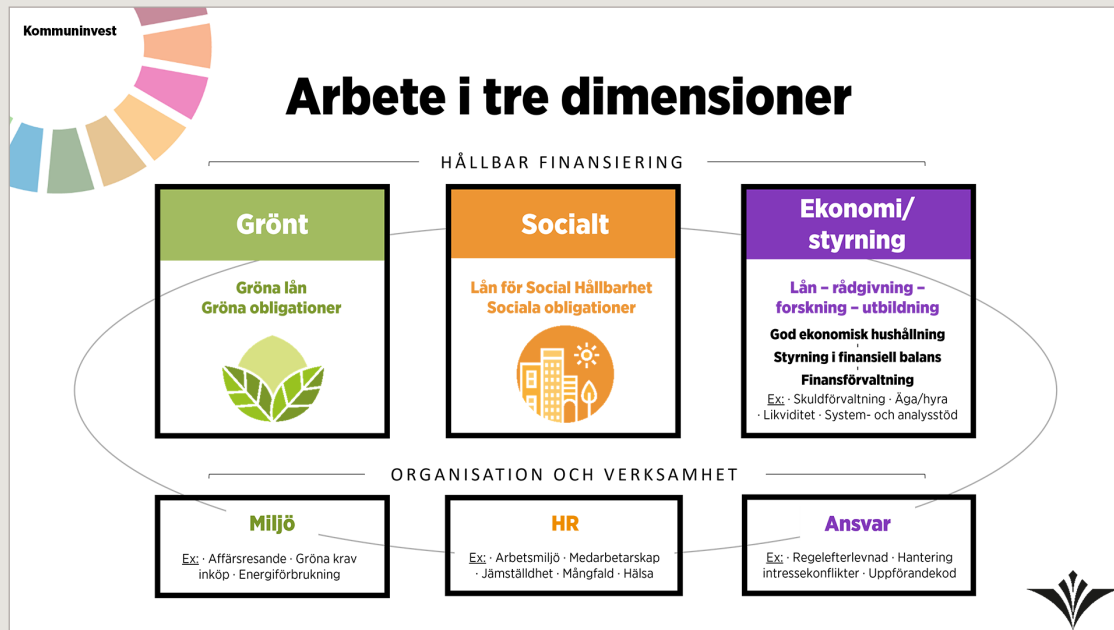 Kommuninvest
Arbete i tre dimensioner
HÅLLBAR FINANSIERING
Grönt
Gröna lån
Gröna obligationer
Socialt
Lån för Social Hållbarhet
Sociala obligationer
Ekonomi/
styrning
Lån – rådgivning –
forskning – utbildning
God ekonomisk hushållning
Styrning i finansiell balans
Finansförvaltning
Ex: · Skuldförvaltning · Äga/hyra
· Likviditet · System- och analysstöd
ORGANISATION OCH VERKSAMHET
Miljö
Ex: · Affärsresande · Gröna krav
inköp · Energiförbrukning
HR
Ex: · Arbetsmiljö · Medarbetarskap
· Jämställdhet · Mångfald · Hälsa
Ansvar
Ex: · Regelefterlevnad · Hantering
intressekonflikter · Uppförandekod